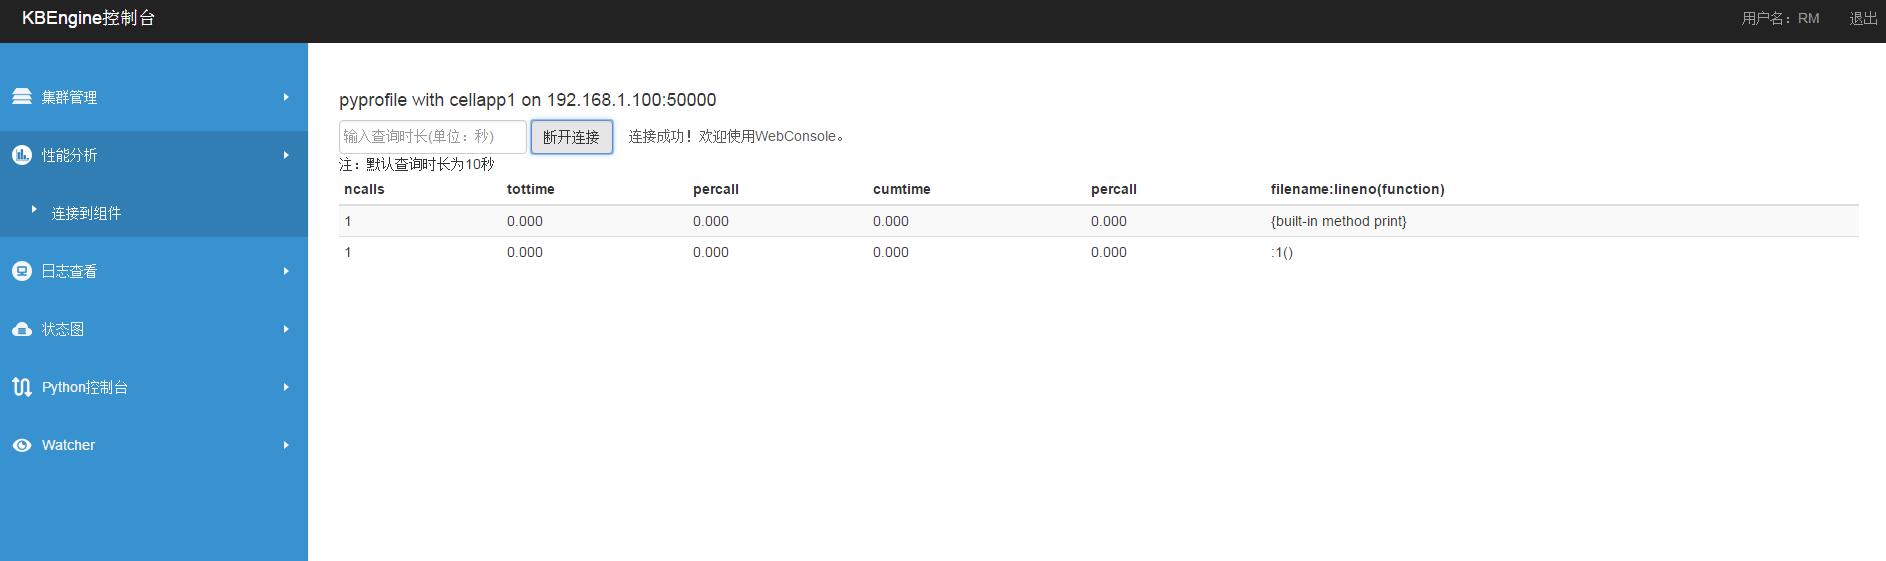 KBEngine控制台
用户名：RM 退出
集群管理
性能分析
连接到组件
日志查看
状态图
Python控制台
Watcher
pyprofile with cellapp1 on 192.168.1.100:50000
输入查询时长(单位：秒) 断开连接 连接成功！欢迎使用WebConsole。
注：默认查询时长为10秒
ncalls tottime percall cumtime percall filename:lineno(function)
1 0.000 0.000 0.000 0.000 {built-in method print}
1 0.000 0.000 0.000 0.000 :1()